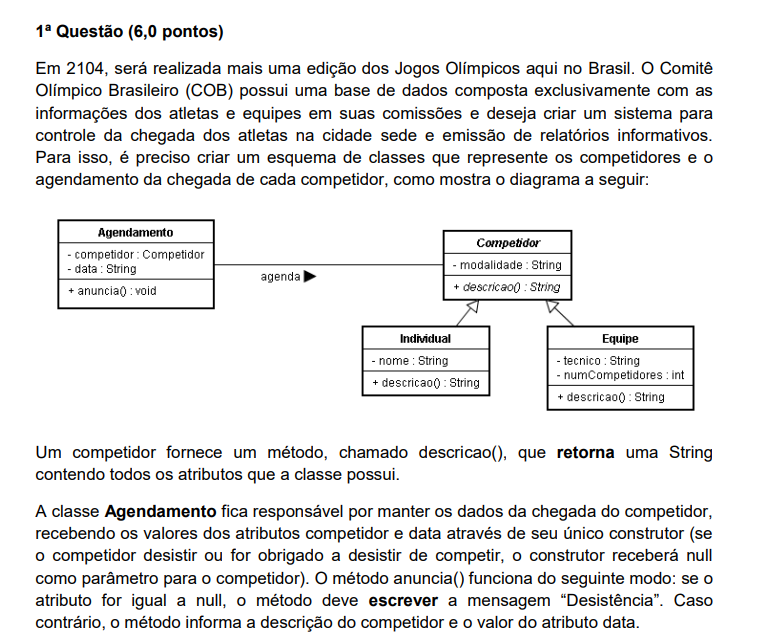 1ª Questão (6,0 pontos)
Em 2104, será realizada mais uma edição dos Jogos Olímpicos aqui no Brasil. O Comitê
Olímpico Brasileiro (COB) possui uma base de dados composta exclusivamente com as
informações dos atletas e equipes em suas comissões e deseja criar um sistema para
controle da chegada dos atletas na cidade sede e emissão de relatórios informativos.
Para isso, é preciso criar um esquema de classes que represente os competidores e o
agendamento da chegada de cada competidor, como mostra o diagrama a seguir:
Agendamento
- competidor : Competidor
- data : String
+ anuncia() : void
agenda
Competidor
- modalidade : String
+ descricao() : String
Individual
- nome : String
+ descricao() : String
Equipe
- tecnico : String
- numCompetidores : int
+ descricao() : String
Um competidor fornece um método, chamado descricao(), que retorna uma String
contendo todos os atributos que a classe possui.
A classe Agendamento fica responsável por manter os dados da chegada do competidor,
recebendo os valores dos atributos competidor e data através de seu único construtor (se
o competidor desistir ou for obrigado a desistir de competir, o construtor receberá null
como parâmetro para o competidor). O método anuncia() funciona do seguinte modo: se o
atributo for igual a null, o método deve escrever a mensagem “Desistência”. Caso
contrário, o método informa a descrição do competidor e o valor do atributo data.